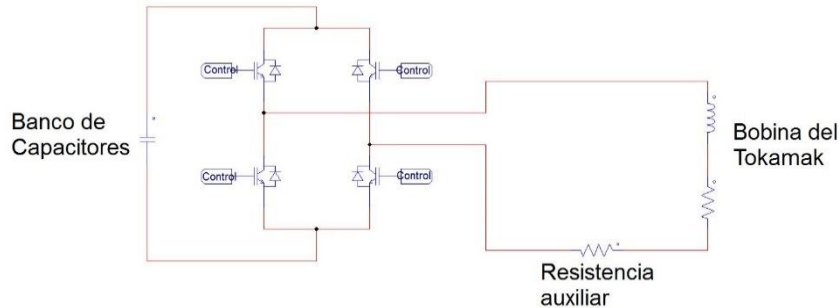 Control
Control
Banco de
Capacitores
Bobina del
Tokamak
Control
Control
Resistencia
auxiliar